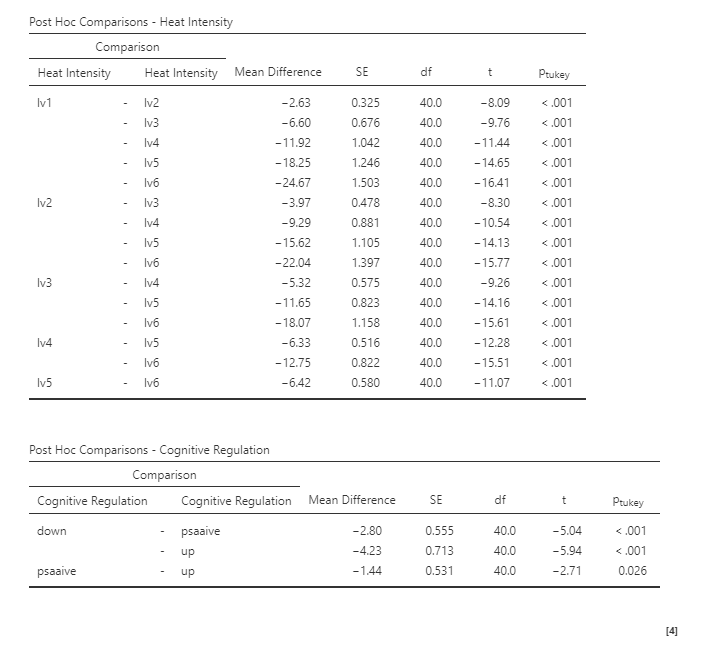 Post Hoc Comparisons - Heat Intensity
Comparison
Heat Intensity Heat Intensity Mean Difference SE df t Ptukey
lv1 - lv2 −2.63 0.325 40.0 −8.09 < .001
- lv3 −6.60 0.676 40.0 −9.76 < .001
- lv4 −11.92 1.042 40.0 −11.44 < .001
- lv5 −18.25 1.246 40.0 −14.65 < .001
- lv6 −24.67 1.503 40.0 −16.41 < .001
lv2 - lv3 −3.97 0.478 40.0 −8.30 < .001
- lv4 −9.29 0.881 40.0 −10.54 < .001
- lv5 −15.62 1.105 40.0 −14.13 < .001
- lv6 −22.04 1.397 40.0 −15.77 < .001
lv3 - lv4 −5.32 0.575 40.0 −9.26 < .001
- lv5 −11.65 0.823 40.0 −14.16 < .001
- lv6 −18.07 1.158 40.0 −15.61 < .001
lv4 - lv5 −6.33 0.516 40.0 −12.28 < .001
- lv6 −12.75 0.822 40.0 −15.51 < .001
lv5 - lv6 −6.42 0.580 40.0 −11.07 < .001
Post Hoc Comparisons - Cognitive Regulation
Comparison
Cognitive Regulation Cognitive Regulation Mean Difference SE df t Ptukey
down - psaaive −2.80 0.555 40.0 −5.04 < .001
- up −4.23 0.713 40.0 −5.94 < .001
psaaive - up −1.44 0.531 40.0 −2.71 0.026
[4]